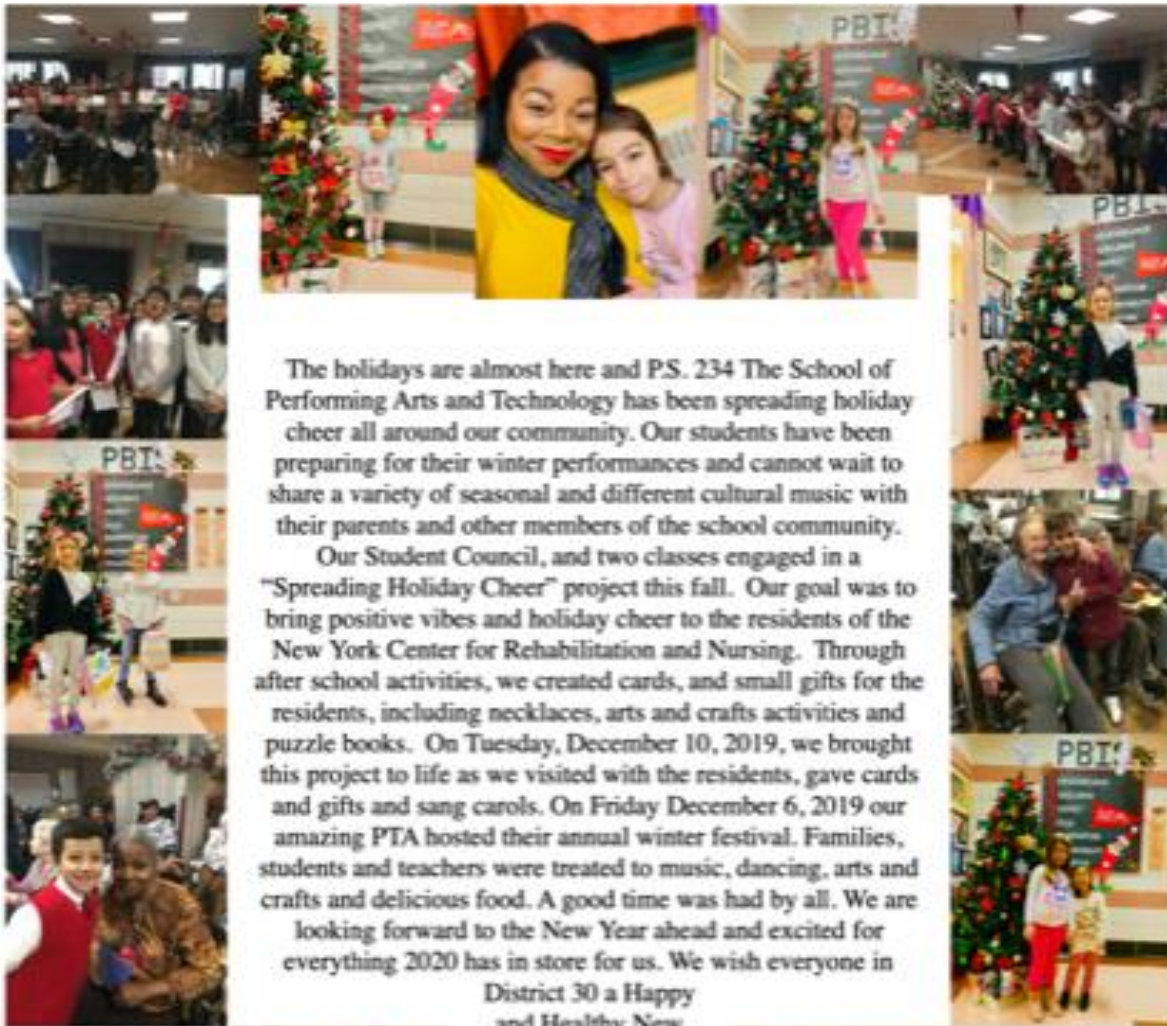 PBIS
PBIS
PBIS
PBIS
The holidays are almost here and P.S. 234 The School of
Performing Arts and Technology has been spreading holiday
cheer all around our community. Our students have been
preparing for their winter performances and cannot wait to
share a variety of seasonal and different cultural music with
their parents and other members of the school community.
Our Student Council, and two classes engaged in a
“Spreading Holiday Cheer” project this fall. Our goal was to
bring positive vibes and holiday cheer to the residents of the
New York Center for Rehabilitation and Nursing. Through
after school activities, we created cards, and small gifts for the
residents, including necklaces, arts and crafts activities and
puzzle books. On Tuesday, December 10, 2019, we brought
this project to life as we visited with the residents, gave cards
and gifts and sang carols. On Friday December 6, 2019 our
amazing PTA hosted their annual winter festival. Families,
students and teachers were treated to music, dancing, arts and
crafts and delicious food. A good time was had by all. We are
looking forward to the New Year ahead and excited for
everything 2020 has in store for us. We wish everyone in
District 30 a Happy
and Healthy New